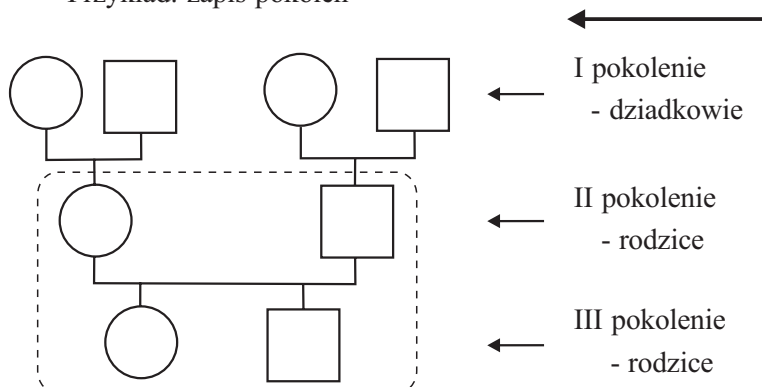 I pokolenie
- dziadkowie
II pokolenie
- rodzice
III pokolenie
- rodzice